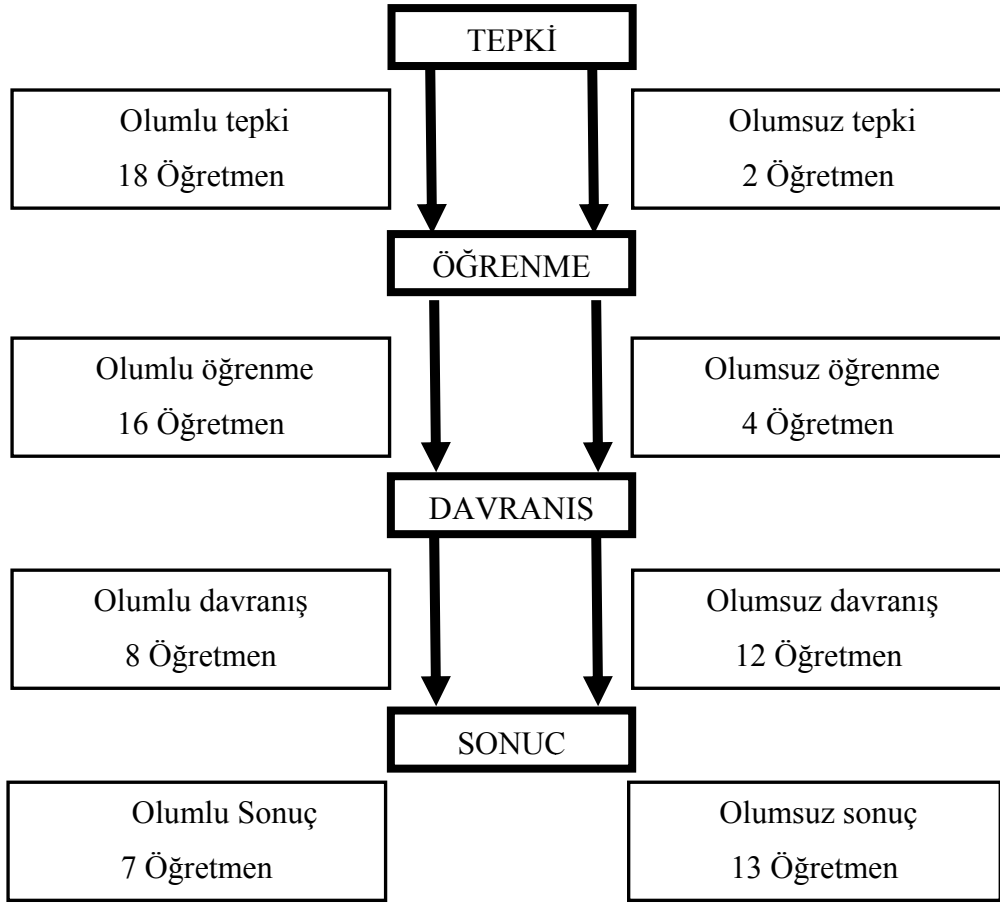 TEPKİ
Olumlu tepki
18 Öğretmen
Olumsuz tepki
2 Öğretmen
ÖĞRENME
Olumlu öğrenme
16 Öğretmen
Olumsuz öğrenme
4 Öğretmen
DAVRANIS
Olumlu davranış
8 Öğretmen
Olumsuz davranış
12 Öğretmen
SONUC
Olumlu Sonuç
7 Öğretmen
Olumsuz sonuç
13 Öğretmen